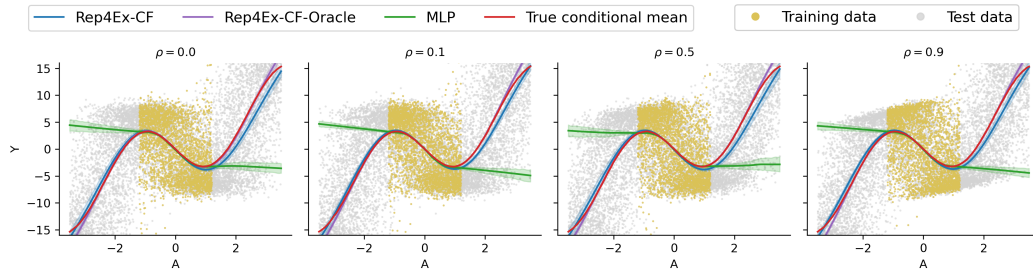 Rep4Ex-CF Rep4Ex-CF-Oracle MLP True conditional mean Training data Test data
ρ = 0.0 ρ = 0.1 ρ = 0.5 ρ = 0.9
15
10
5
0
−5
−10
−15
Y
−2 0 2 −2 0 2 −2 0 2 −2 0 2
A A A A